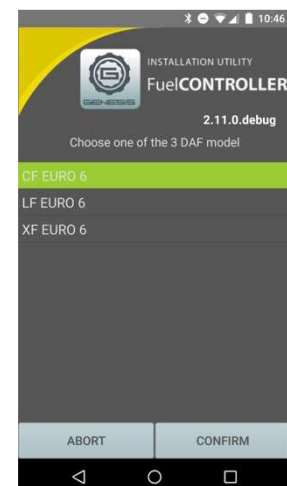 10:46
GENESIS
INSTALLATION UTILITY
FuelCONTROLLER
2.11.0.debug
Choose one of the 3 DAF model
CF EURO 6
LF EURO 6
XF EURO 6
ABORT
CONFIRM